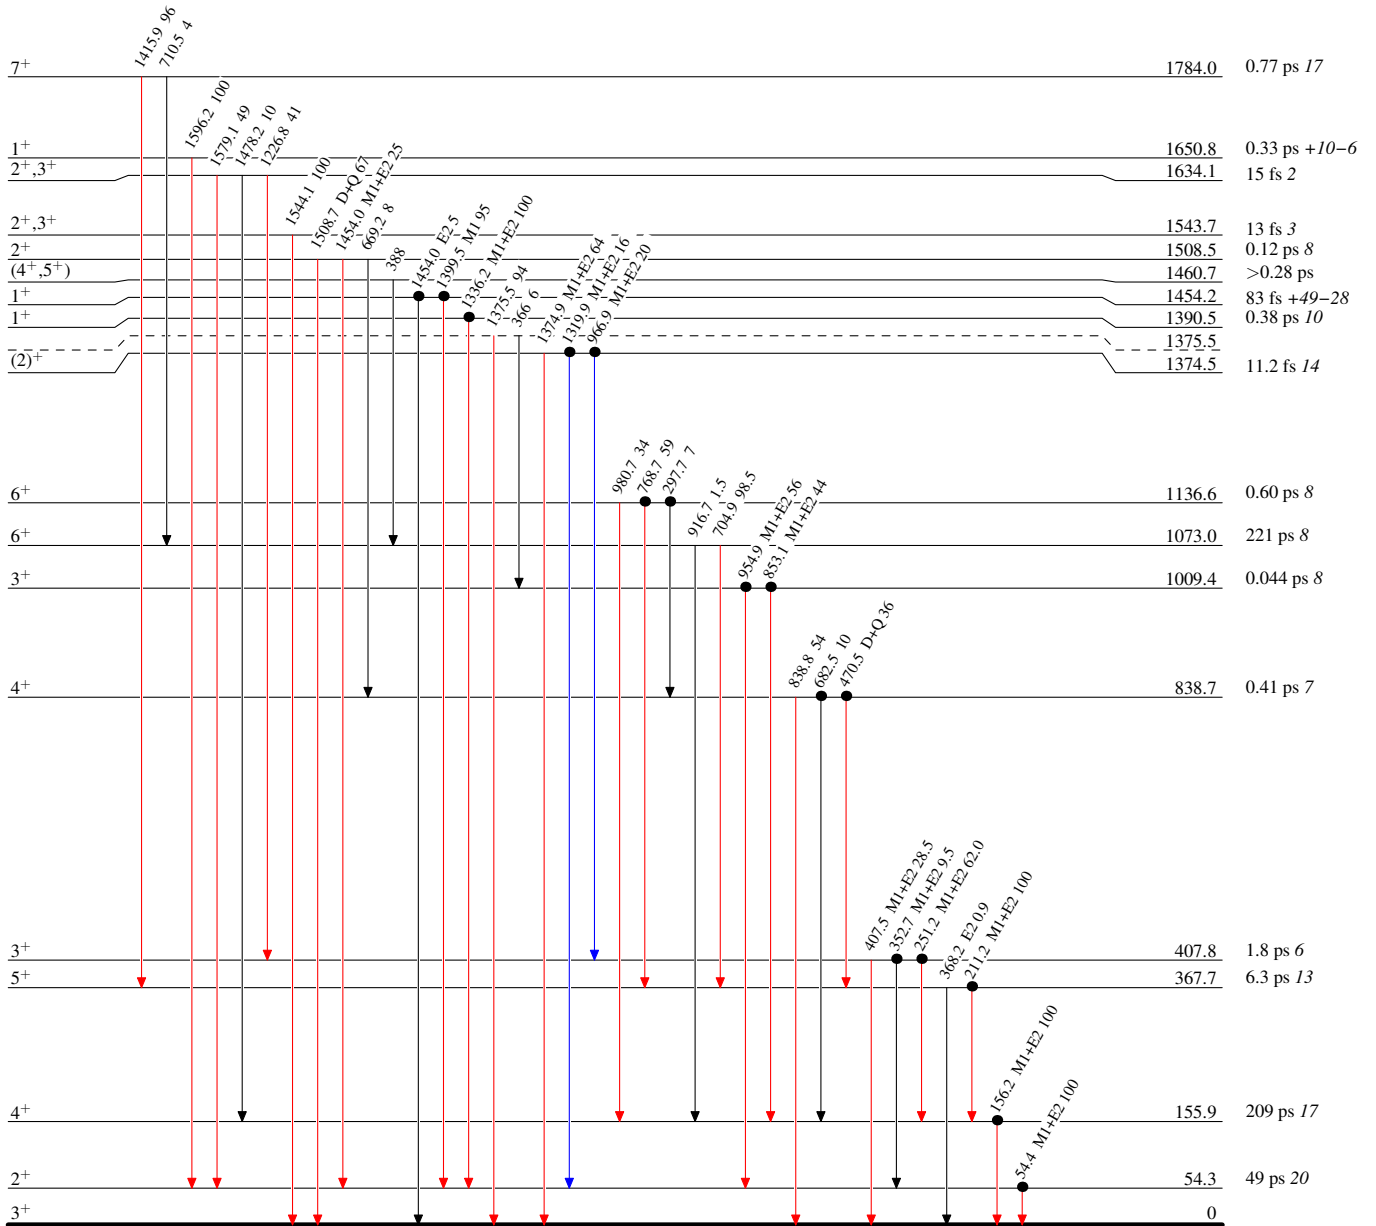 1415.9 96
710.5 4
7+ 1784.0 0.77 ps 17
1596.2 100
1579.1 49
1478.2 10
1226.8 41
1+ 1650.8 0.33 ps +10−6
2+,3+ 1634.1 15 fs 2
1544.1 100
1508.7 D+Q 67
1454.0 M1+E2 25
669.2 8
388
2+,3+ 1543.7 13 fs 3
2+ 1508.5 0.12 ps 8
(4+,5+) 1460.7 >0.28 ps
1454.0 E2 5
1399.5 M1 95
1336.2 M1+E2 100
1375.5 94
366 6
1374.9 M1+E2 64
1319.9 M1+E2 16
966.9 M1+E2 20
1+ 1454.2 83 fs +49−28
1+ 1390.5 0.38 ps 10
1375.5
(2)+ 1374.5 11.2 fs 14
980.7 34
768.7 59
297.7 7
916.7 1.5
704.9 98.5
954.9 M1+E2 56
853.1 M1+E2 44
6+ 1136.6 0.60 ps 8
6+ 1073.0 221 ps 8
3+ 1009.4 0.044 ps 8
838.8 54
682.5 10
470.5 D+Q 36
4+ 838.7 0.41 ps 7
407.5 M1+E2 28.5
352.7 M1+E2 9.5
251.2 M1+E2 62.0
368.2 E2 0.9
211.2 M1+E2 100
3+ 407.8 1.8 ps 6
5+ 367.7 6.3 ps 13
156.2 M1+E2 100
54.4 M1+E2 100
4+ 155.9 209 ps 17
2+ 54.3 49 ps 20
3+ 0